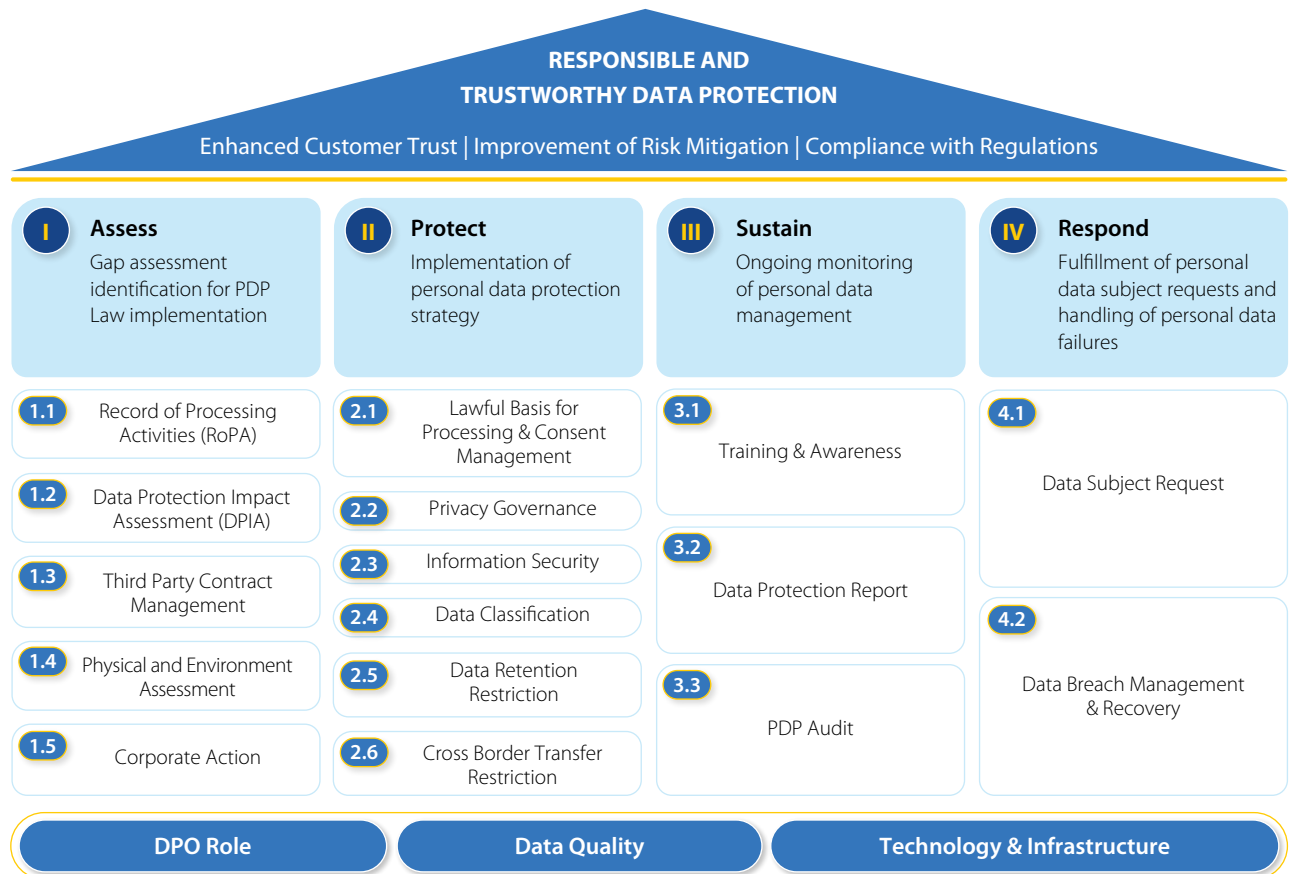 RESPONSIBLE AND
TRUSTWORTHY DATA PROTECTION
Enhanced Customer Trust | Improvement of Risk Mitigation | Compliance with Regulations
I
Assess
Gap assessment
identification for PDP
Law implementation
1.1
Record of Processing
Activities (RoPA)
1.2
Data Protection Impact
Assessment (DPIA)
1.3
Third Party Contract
Management
1.4
Physical and Environment
Assessment
1.5
Corporate Action
II
Protect
Implementation of
personal data protection
strategy
2.1
Lawful Basis for
Processing & Consent
Management
2.2
Privacy Governance
2.3
Information Security
2.4
Data Classification
2.5
Data Retention
Restriction
2.6
Cross Border Transfer
Restriction
III
Sustain
Ongoing monitoring
of personal data
management
3.1
Training & Awareness
3.2
Data Protection Report
3.3
PDP Audit
IV
Respond
Fulfillment of personal
data subject requests and
handling of personal data
failures
4.1
Data Subject Request
4.2
Data Breach Management
& Recovery
DPO Role
Data Quality
Technology & Infrastructure